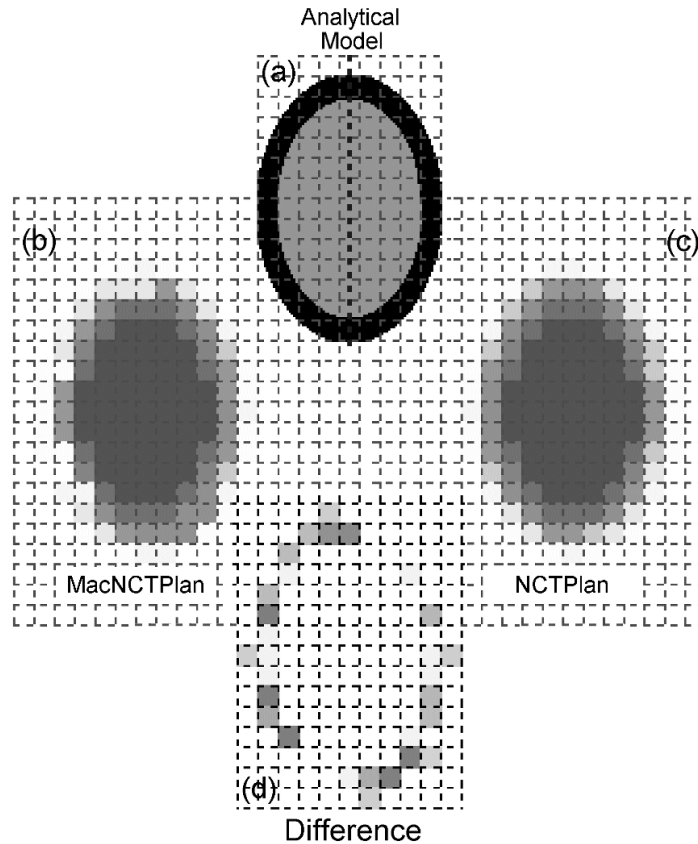 Analytical
Model
(a)
(b)
(c)
MacNCTPlan
NCTPlan
(d)
Difference